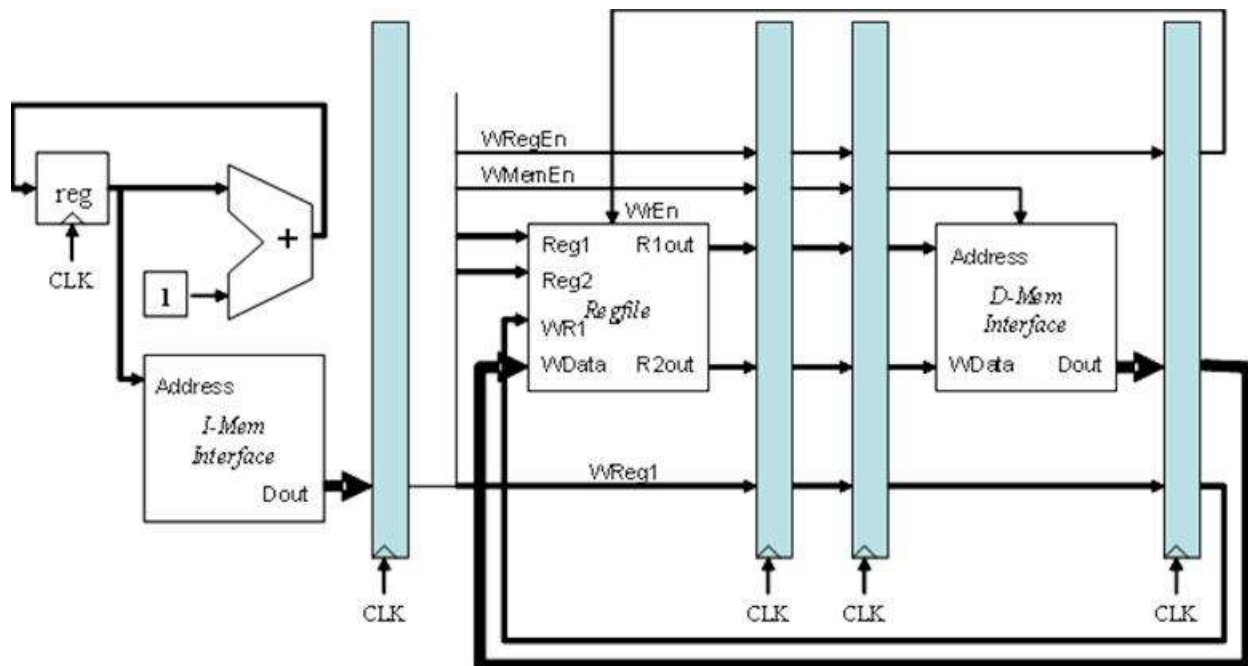 WRegEn
WMemEn
reg
WrEn
+
Reg1 R1out
CLK
Reg2
Address
1
Regfile
D-Mem
Interface
WR1
WData R2out
WData Dout
Address
I-Mem
Interface
WReg1
Dout
CLK
CLK
CLK
CLK